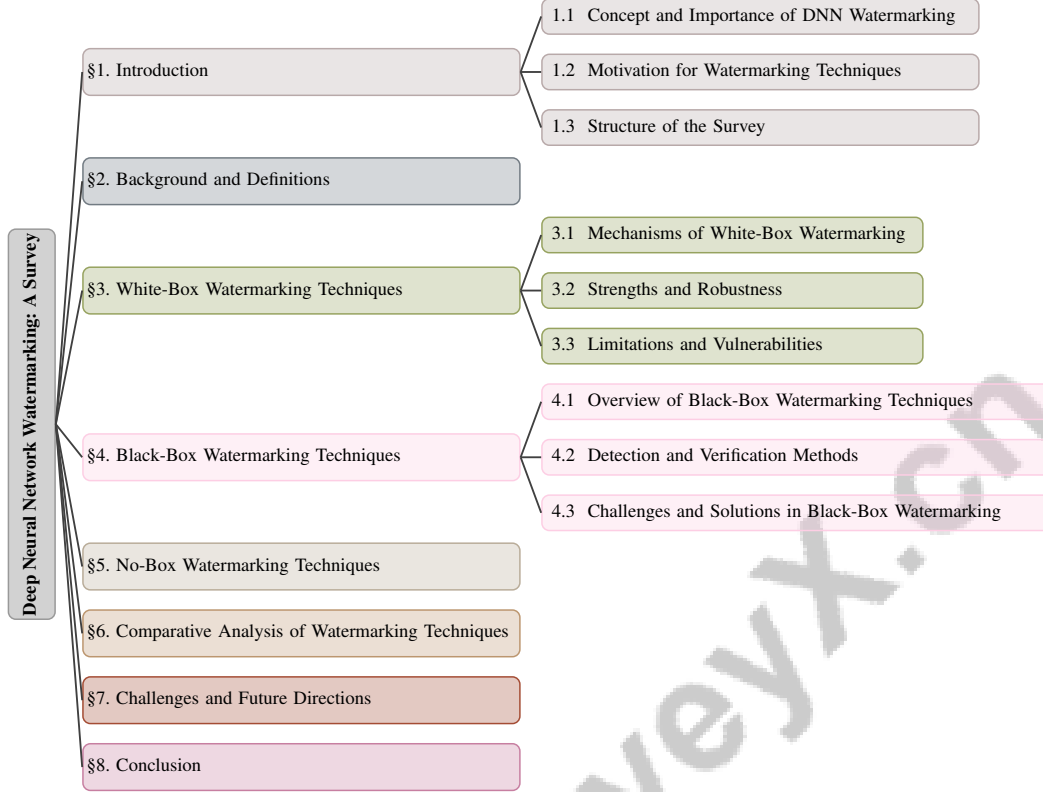 Deep Neural Network Watermarking: A Survey
§1. Introduction
1.1 Concept and Importance of DNN Watermarking
1.2 Motivation for Watermarking Techniques
1.3 Structure of the Survey
§2. Background and Definitions
§3. White-Box Watermarking Techniques
3.1 Mechanisms of White-Box Watermarking
3.2 Strengths and Robustness
3.3 Limitations and Vulnerabilities
§4. Black-Box Watermarking Techniques
4.1 Overview of Black-Box Watermarking Techniques
4.2 Detection and Verification Methods
4.3 Challenges and Solutions in Black-Box Watermarking
§5. No-Box Watermarking Techniques
§6. Comparative Analysis of Watermarking Techniques
§7. Challenges and Future Directions
§8. Conclusion
veyx.cn